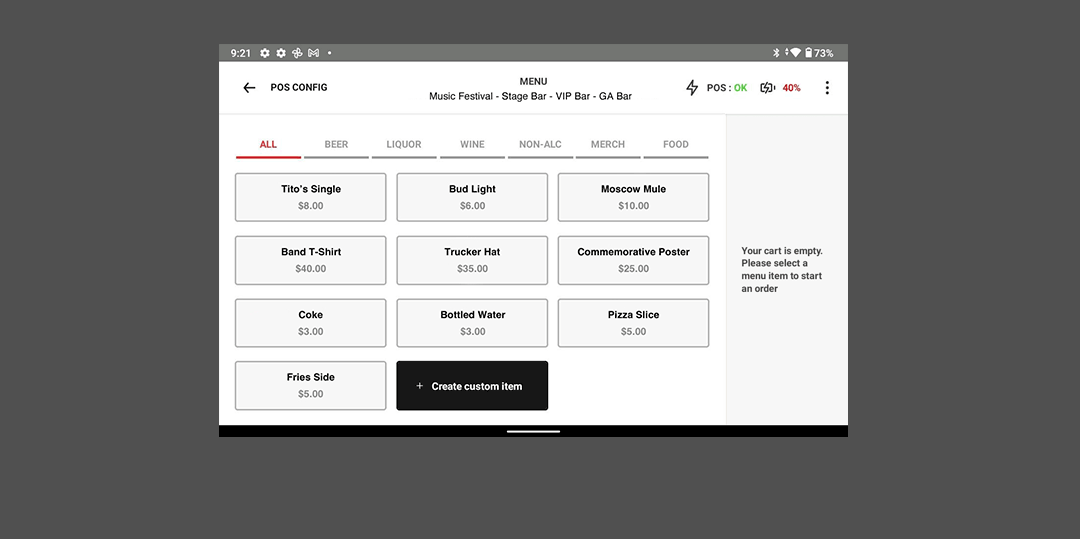 9:21
73%
POS CONFIG
MENU
Music Festival - Stage Bar - VIP Bar - GA Bar
POS : OK
40%
ALL
BEER
LIQUOR
WINE
NON-ALC
MERCH
FOOD
Tito's Single
$8.00
Bud Light
$6.00
Moscow Mule
$10.00
Band T-Shirt
$40.00
Trucker Hat
$35.00
Commemorative Poster
$25.00
Coke
$3.00
Bottled Water
$3.00
Pizza Slice
$5.00
Fries Side
$5.00
+ Create custom item
Your cart is empty.
Please select a
menu item to start
an order